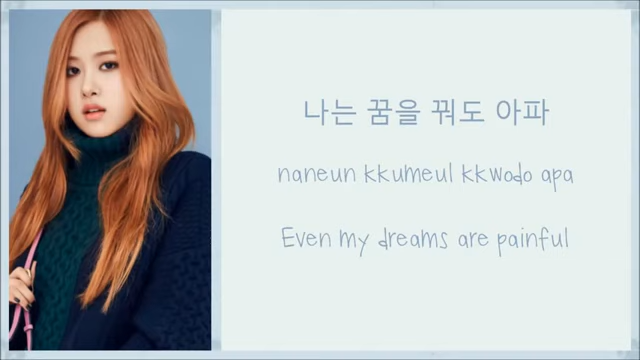 나는 꿈을 꿔도 아파
naneun kkumeul kkwodo apa
Even my dreams are painful